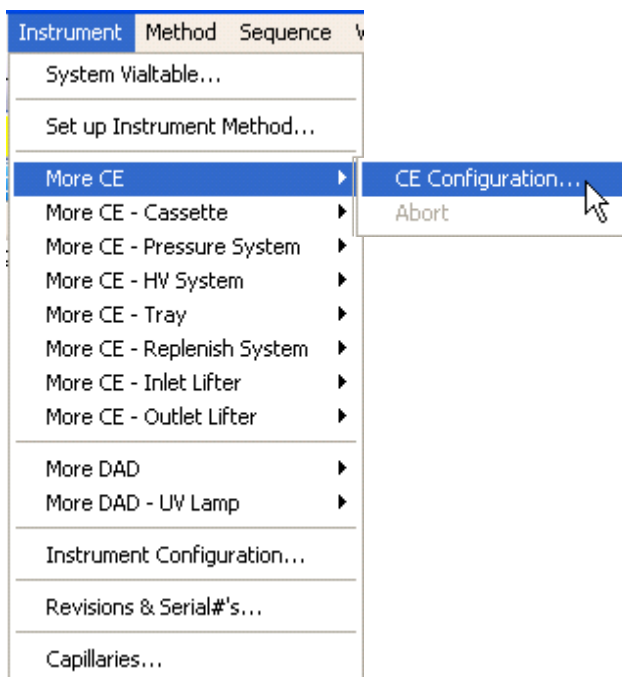 Instrument Method Sequence
System Vialtable...
Set up Instrument Method...
More CE
CE Configuration...
More CE - Cassette
Abort
More CE - Pressure System
More CE - HV System
More CE - Tray
More CE - Replenish System
More CE - Inlet Lifter
More CE - Outlet Lifter
More DAD
More DAD - UV Lamp
Instrument Configuration...
Revisions & Serial#'s...
Capillaries...